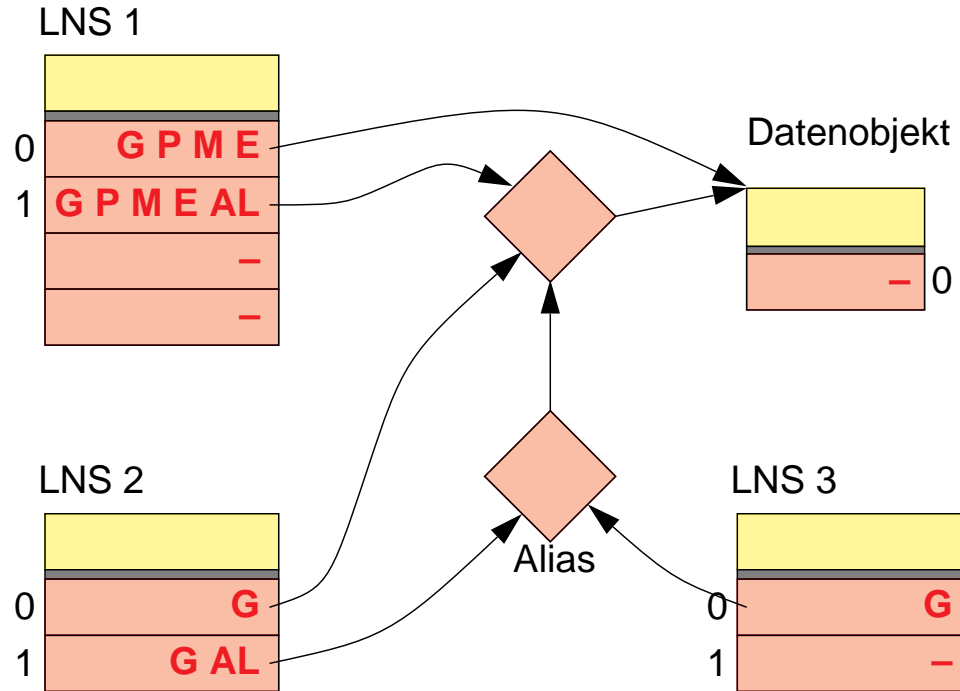 LNS 1
0 G P M E
1 G P M E AL
–
–
Datenobjekt
– 0
LNS 2
0 G
1 G AL
Alias
LNS 3
0 G
1 –